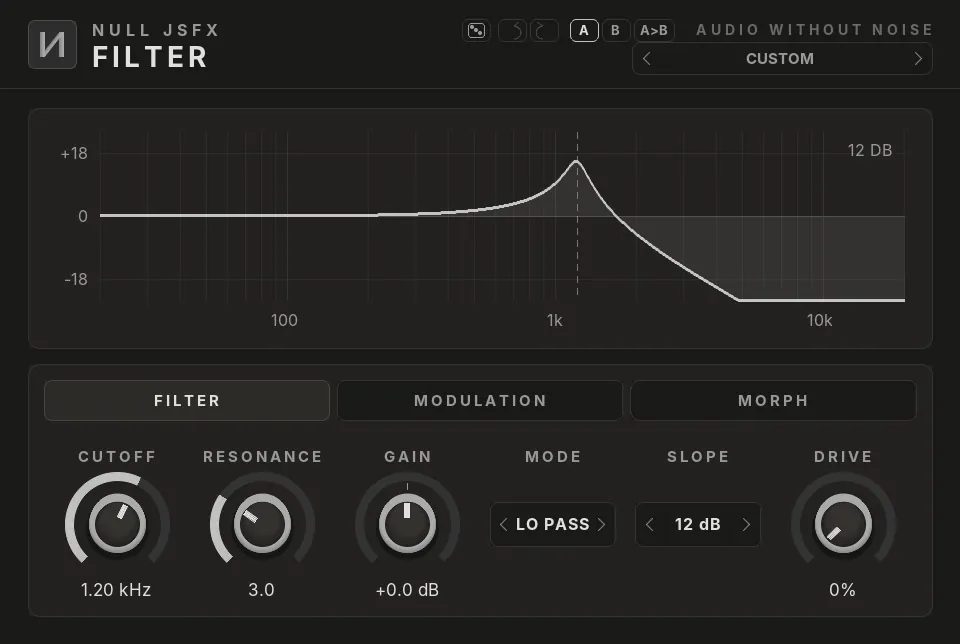 NULL JSFX
FILTER
A B A>B
AUDIO WITHOUT NOISE
CUSTOM
+18
0
-18
12 DB
100 1k 10k
FILTER MODULATION MORPH
CUTOFF RESONANCE GAIN MODE SLOPE DRIVE
LO PASS 12 dB
1.20 kHz 3.0 +0.0 dB 0%